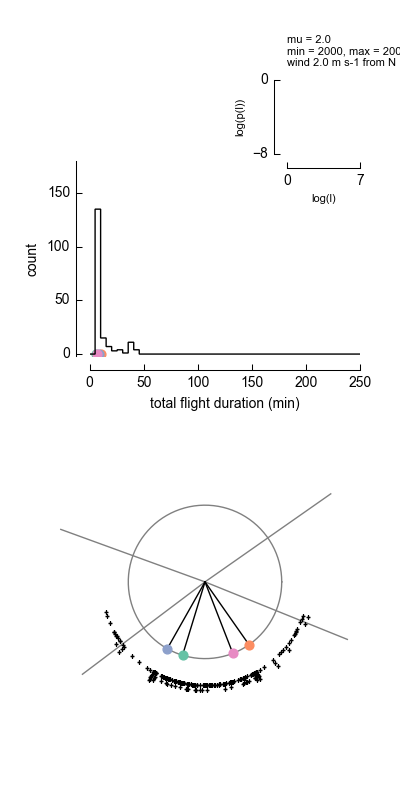 mu = 2.0
min = 2000, max = 200
wind 2.0 m s-1 from N
0
log(p(l))
−8
0 7
log(l)
150
100
count
50
0
0 50 100 150 200 250
total flight duration (min)